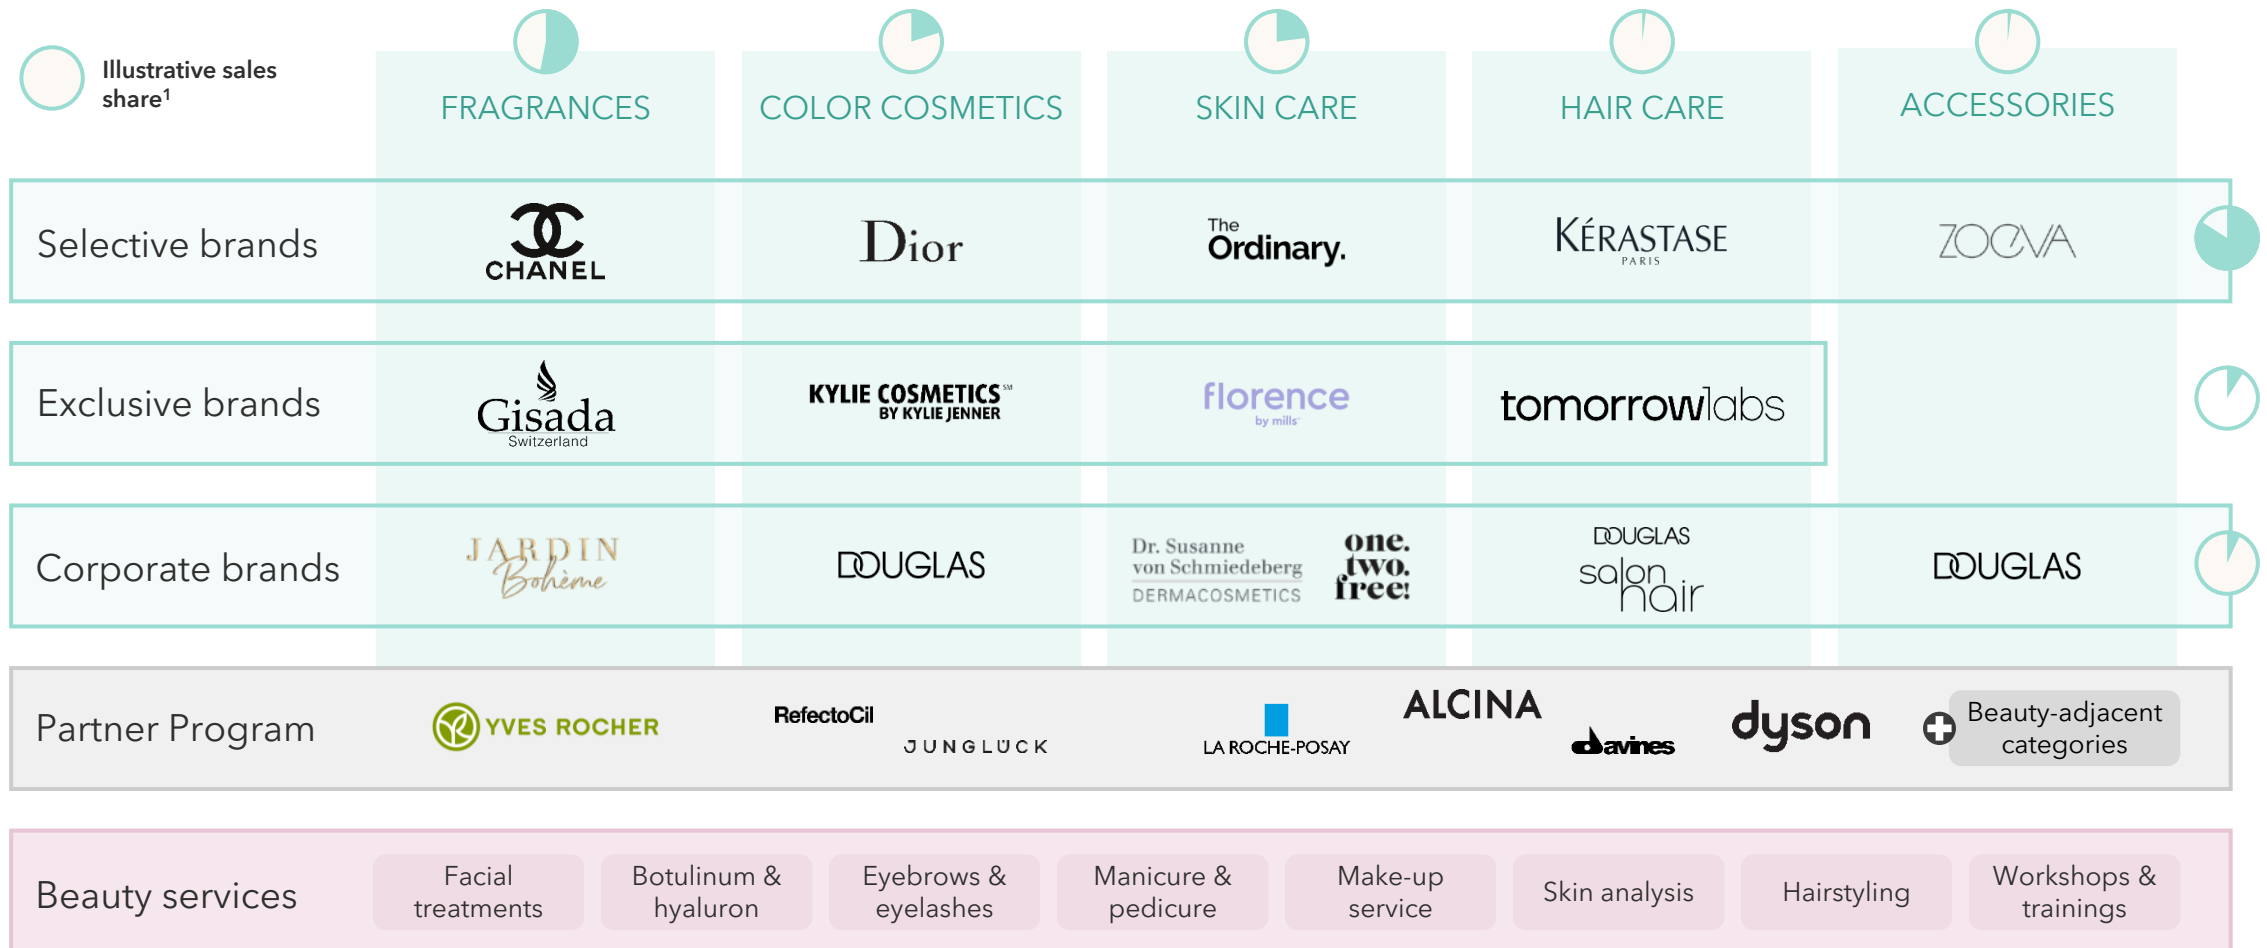 Illustrative sales
share¹
FRAGRANCES
COLOR COSMETICS
SKIN CARE
HAIR CARE
ACCESSORIES
Selective brands
CHANEL
Dior
The
Ordinary.
KÉRASTASE
PARIS
ZOEVA
Exclusive brands
Gisada
Switzerland
KYLIE COSMETICS℠
BY KYLIE JENNER
florence
by mills™
tomorrowlabs
Corporate brands
JARDIN
Bohème
DOUGLAS
Dr. Susanne
von Schmiedeberg
DERMACOSMETICS
one.
two.
free!
DOUGLAS
salon
hair
DOUGLAS
Partner Program
YVES ROCHER
RefectoCil
JUNGLÜCK
LA ROCHE-POSAY
ALCINA
davines
dyson
Beauty-adjacent
categories
Beauty services
Facial
treatments
Botulinum &
hyaluron
Eyebrows &
eyelashes
Manicure &
pedicure
Make-up
service
Skin analysis
Hairstyling
Workshops &
trainings